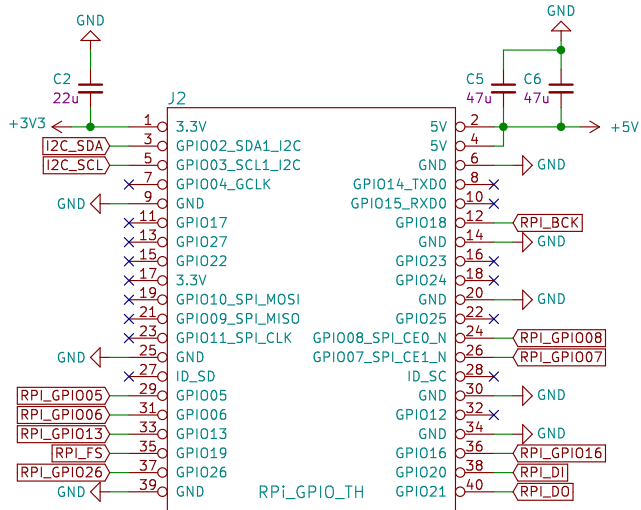 GND
GND
C2
22u
C5
47u
C6
47u
J2
+3V3
1 3.3V
5V 2
+5V
I2C_SDA 3 GPIO02_SDA1_I2C
5V 4
I2C_SCL 5 GPIO03_SCL1_I2C
GND 6 GND
7 GPIO04_GCLK
GPIO14_TXD0 8
GND 9 GND
GPIO15_RXD0 10
11 GPIO17
GPIO18 12 RPI_BCK
13 GPIO27
GND 14 GND
15 GPIO22
GPIO23 16
17 3.3V
GPIO24 18
19 GPIO10_SPI_MOSI
GND 20 GND
21 GPIO09_SPI_MISO
GPIO25 22
23 GPIO11_SPI_CLK
GPIO08_SPI_CE0_N 24 RPI_GPIO08
GND 25 GND
GPIO07_SPI_CE1_N 26 RPI_GPIO07
27 ID_SD
ID_SC 28
RPI_GPIO05 29 GPIO05
GND 30 GND
RPI_GPIO06 31 GPIO06
GPIO12 32
RPI_GPIO13 33 GPIO13
GND 34 GND
RPI_FS 35 GPIO19
GPIO16 36 RPI_GPIO16
RPI_GPIO26 37 GPIO26
GPIO20 38 RPI_DI
GND 39 GND
RPi_GPIO_TH
GPIO21 40 RPI_DO